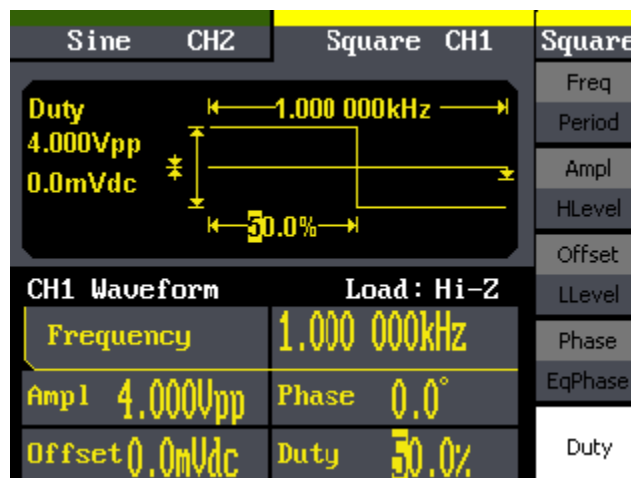 Sine CH2
Square CH1
Square
Duty
1.000 000kHz
4.000Vpp
0.0mVdc
50.0%
CH1 Waveform
Load: Hi-Z
Frequency
1.000 000kHz
Ampl 4.000Vpp
Phase 0.0°
Offset 0.0mVdc
Duty 50.0%
Freq
Period
Ampl
HLevel
Offset
LLevel
Phase
EqPhase
Duty